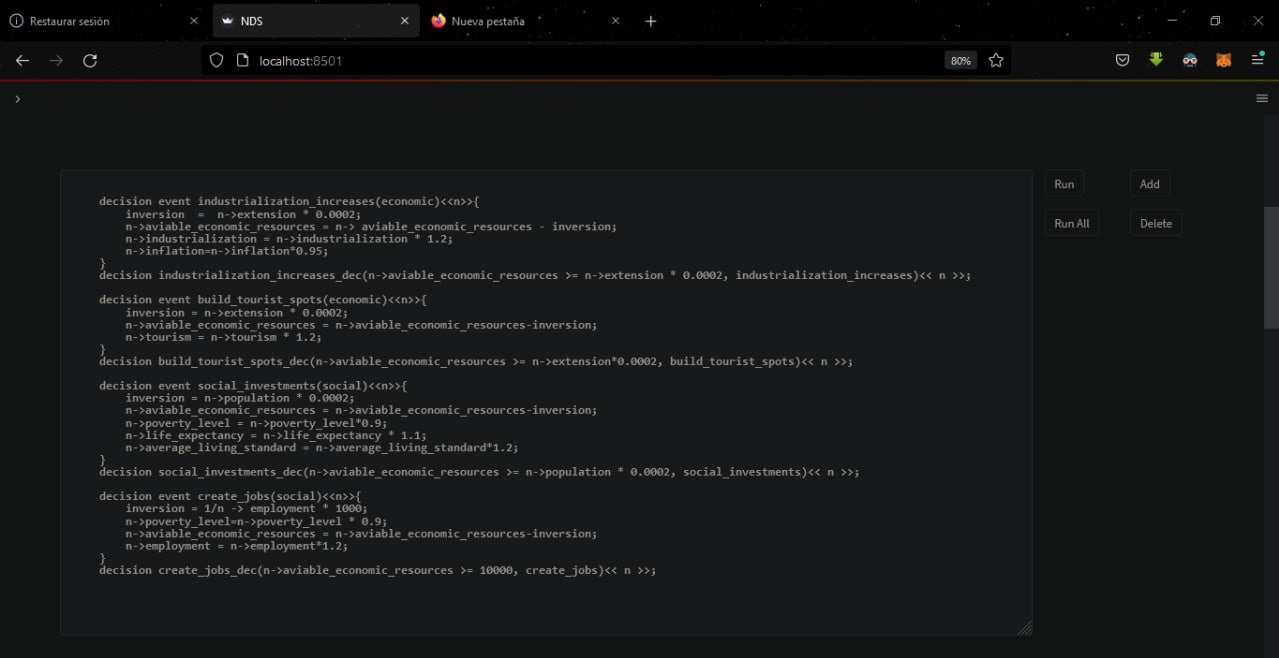 Restaurar sesión
NDS
Nueva pestaña
localhost:8501
80%
decision event industrialization_increases(economic)<<n>>{
    inversion  =  n->extension * 0.0002;
    n->aviable_economic_resources = n-> aviable_economic_resources - inversion;
    n->industrialization = n->industrialization * 1.2;
    n->inflation=n->inflation*0.95;
}
decision industrialization_increases_dec(n->aviable_economic_resources >= n->extension * 0.0002, industrialization_increases)<< n >>;
decision event build_tourist_spots(economic)<<n>>{
    inversion = n->extension * 0.0002;
    n->aviable_economic_resources = n->aviable_economic_resources-inversion;
    n->tourism = n->tourism * 1.2;
}
decision build_tourist_spots_dec(n->aviable_economic_resources >= n->extension*0.0002, build_tourist_spots)<< n >>;
decision event social_investments(social)<<n>>{
    inversion = n->population * 0.0002;
    n->aviable_economic_resources = n->aviable_economic_resources-inversion;
    n->poverty_level = n->poverty_level*0.9;
    n->life_expectancy = n->life_expectancy * 1.1;
    n->average_living_standard = n->average_living_standard*1.2;
}
decision social_investments_dec(n->aviable_economic_resources >= n->population * 0.0002, social_investments)<< n >>;
decision event create_jobs(social)<<n>>{
    inversion = 1/n -> employment * 1000;
    n->poverty_level=n->poverty_level * 0.9;
    n->aviable_economic_resources = n->aviable_economic_resources-inversion;
    n->employment = n->employment*1.2;
}
decision create_jobs_dec(n->aviable_economic_resources >= 10000, create_jobs)<< n >>;
Run
Add
Run All
Delete